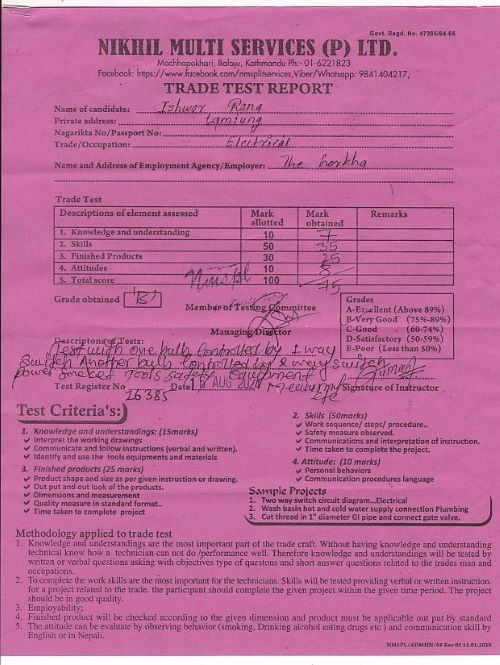 Govt. Regd. No. 47385/64-65
NIKHIL MULTI SERVICES (P) LTD.
Machhapokhari, Balaju, Kathmandu Ph:- 01-6221823
Facebook: https://www.facebook.com/nmsplitservices,Viber/Whatsapp: 9841404217,
TRADE TEST REPORT
Name of candidate: Ishwor Rana
Private address: Lamjung
Nagarikta No/Passport No:
Trade/Occupation: Electrical
Name and Address of Employment Agency/Employer: The Gorkha
Trade Test
Descriptions of element assessed Mark allotted Mark obtained Remarks
1. Knowledge and understanding 10 7
2. Skills 50 35
3. Finished Products 30 25
4. Attitudes 10 8
5. Total score 100 75
Grade obtained 'B'
Member of Testing Committee
Managing Director
Grades
A-Excellent (Above 89%)
B-Very Good (75%-89%)
C-Good (60-74%)
D-Satisfactory (50-59%)
E-Poor (Less than 50%)
Descriptons of Tests:
Test with one bulb controlled by 1 way
switch Another bulb controlled by 2 way switch
power socket Tools safety equipment
Measuring etc
Test Register No 16385 Date 16 AUG Signature of Instructor
Test Criteria's:
1. Knowledge and understandings: (15marks)
Interpret the working drawings
Communicate and follow instructions (verbal and written).
Identify and use the tools equipments and materials
3. Finished products (25 marks)
Product shape and size as per given instruction or drawing.
Out put and out look of the products.
Dimensions and measurement
Quality measure in standard format..
Time taken to complete project
2. Skills (50marks)
Work sequence/ steps/ procedure..
Safety measure observed.
Communications and interpretation of instruction.
Time taken to complete the project.
4. Attitude: (10 marks)
Personal behaviors
Communication procedures language
Sample Projects
1. Two way switch circuit diagram...Electrical
2. Wash basin hot and cold water supply connection Plumbing
3. Cut thread in 1" diameter GI pipe and connect gate valve.
Methodology applied to trade test
1. Knowledge and understandings are the most important part of the trade craft. Without having knowledge and understanding
technical know how a technician can not do /performance well. Therefore knowledge and understandings will be tested by
written or verbal questions asking with objectives type of questions and short answer questions related to the trades man and
occupations.
2. To complete the work skills are the most important for the technicians. Skills will be tested providing verbal or written instruction,
for a project related to the trade, the participant should complete the given project within the given time period. The project
should be in good quality.
3. Employability;
4. Finished product will be checked according to the given dimension and product must be applicable out put by standard
5. The attitude can be evaluate by observing behavior (smoking, Drinking alcohol eating drugs etc ) and communication skill by
English or in Nepali.
NMSPL/ADMIN/08 Rev 05 15.01.2020